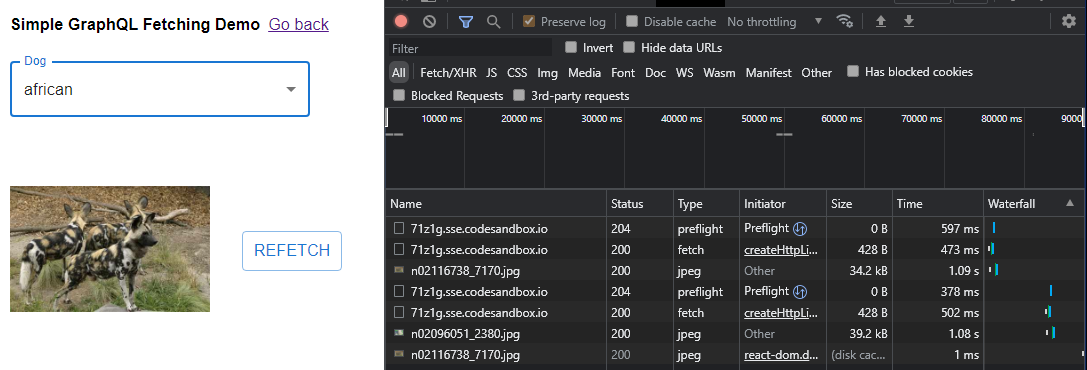 Simple GraphQL Fetching Demo Go back
Dog
african
REFETCH
Preserve log Disable cache No throttling
Filter Invert Hide data URLs
All Fetch/XHR JS CSS Img Media Font Doc WS Wasm Manifest Other Has blocked cookies
Blocked Requests 3rd-party requests
10000 ms 20000 ms 30000 ms 40000 ms 50000 ms 60000 ms 70000 ms 80000 ms 9000
Name Status Type Initiator Size Time Waterfall
71z1g.sse.codesandbox.io 204 preflight Preflight 0 B 597 ms
71z1g.sse.codesandbox.io 200 fetch createHttpLi... 428 B 473 ms
n02116738_7170.jpg 200 jpeg Other 34.2 kB 1.09 s
71z1g.sse.codesandbox.io 204 preflight Preflight 0 B 378 ms
71z1g.sse.codesandbox.io 200 fetch createHttpLi... 428 B 502 ms
n02096051_2380.jpg 200 jpeg Other 39.2 kB 1.08 s
n02116738_7170.jpg 200 jpeg react-dom.d... (disk cac... 1 ms